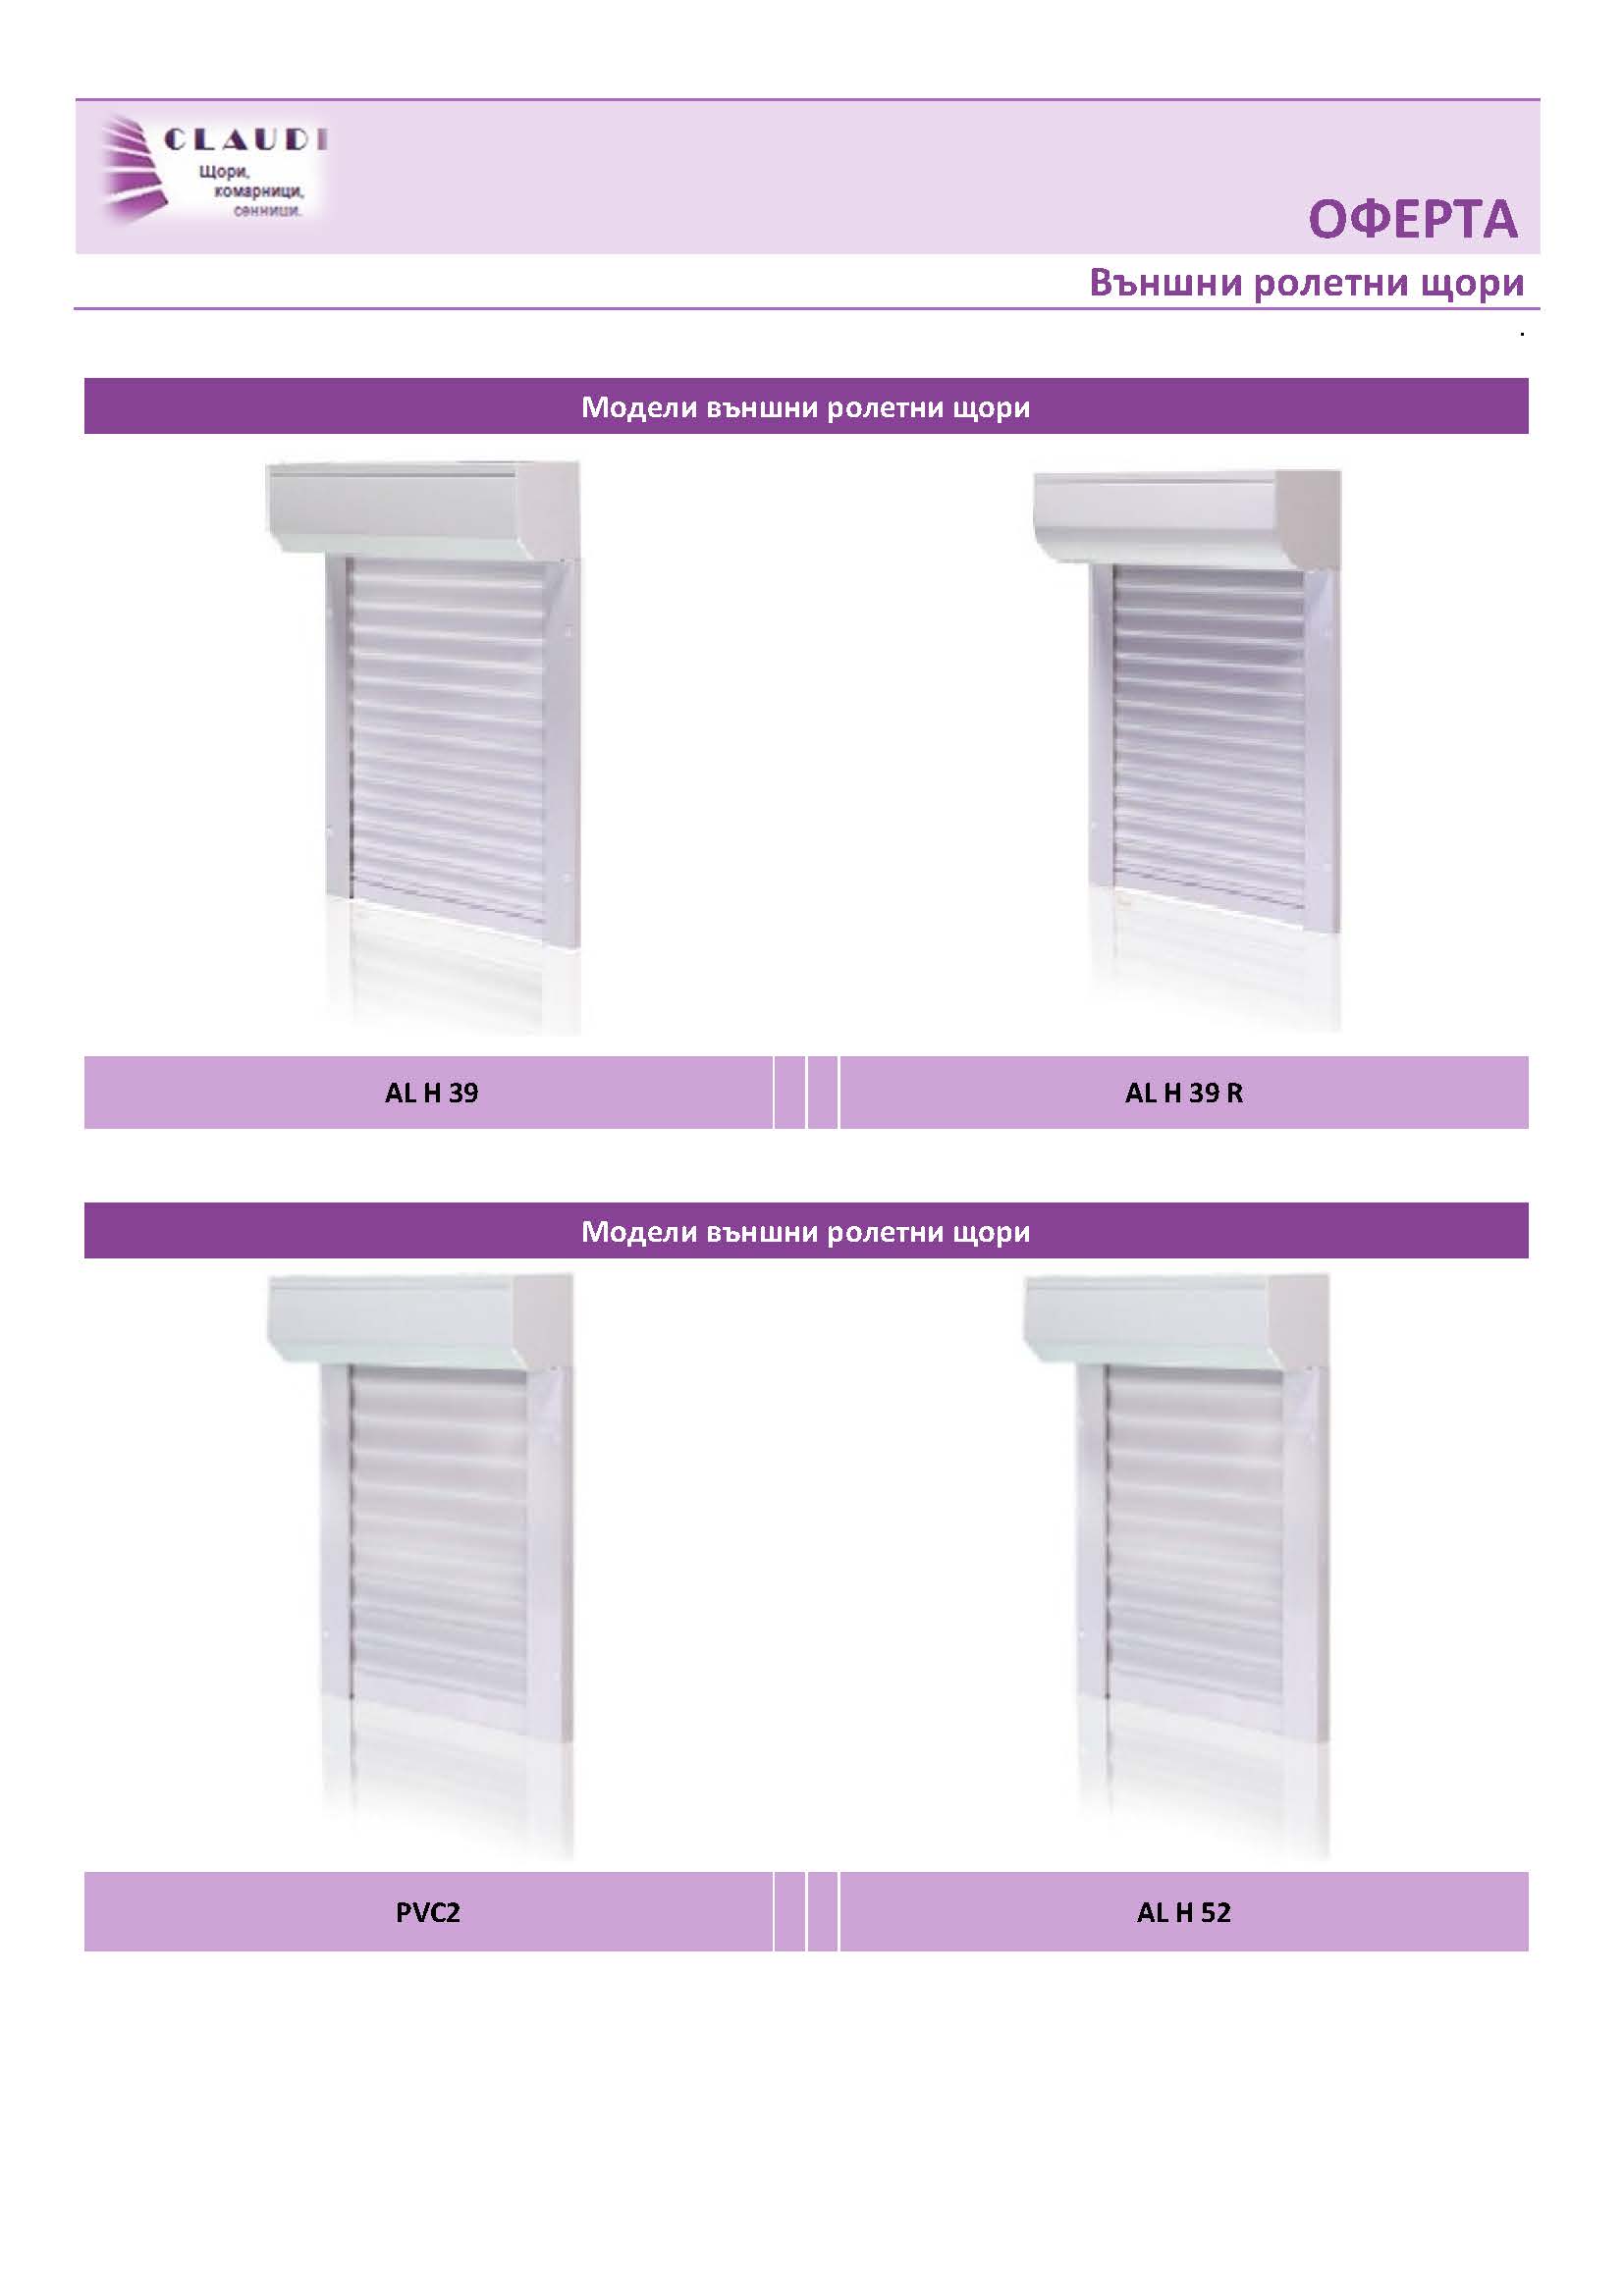 CLAUDI
Щори,
комарници,
сенници.
ОФЕРТА
Външни ролетни щори
.
Модели външни ролетни щори
AL H 39
AL H 39 R
Модели външни ролетни щори
PVC2
AL H 52